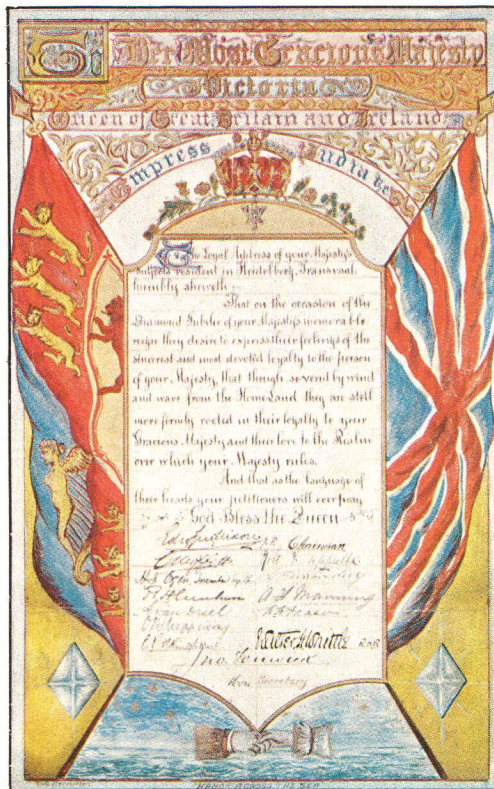 To Her Most Gracious Majesty
Victoria
Queen of Great Britain and Ireland
Empress India &c
The Loyal Address of your Majesty's
subjects resident in Heidelberg, Transvaal,
humbly sheweth
That on the occasion of the
Diamond Jubilee of your Majesty's memorable
reign they desire to express their feelings of the
sincerest and most devoted loyalty to the person
of your Majesty, that though severed by wind
and wave from the Home Land they are still
more firmly rooted in their loyalty to your
Gracious Majesty and their love to the Realm
over which your Majesty rules.
And that as the language of
their hearts your petitioners will ever pray
God Bless the Queen
Chairman
A. H. Manning
Jno. Fenwick
Hon. Secretary
"HANDS ACROSS THE SEA"